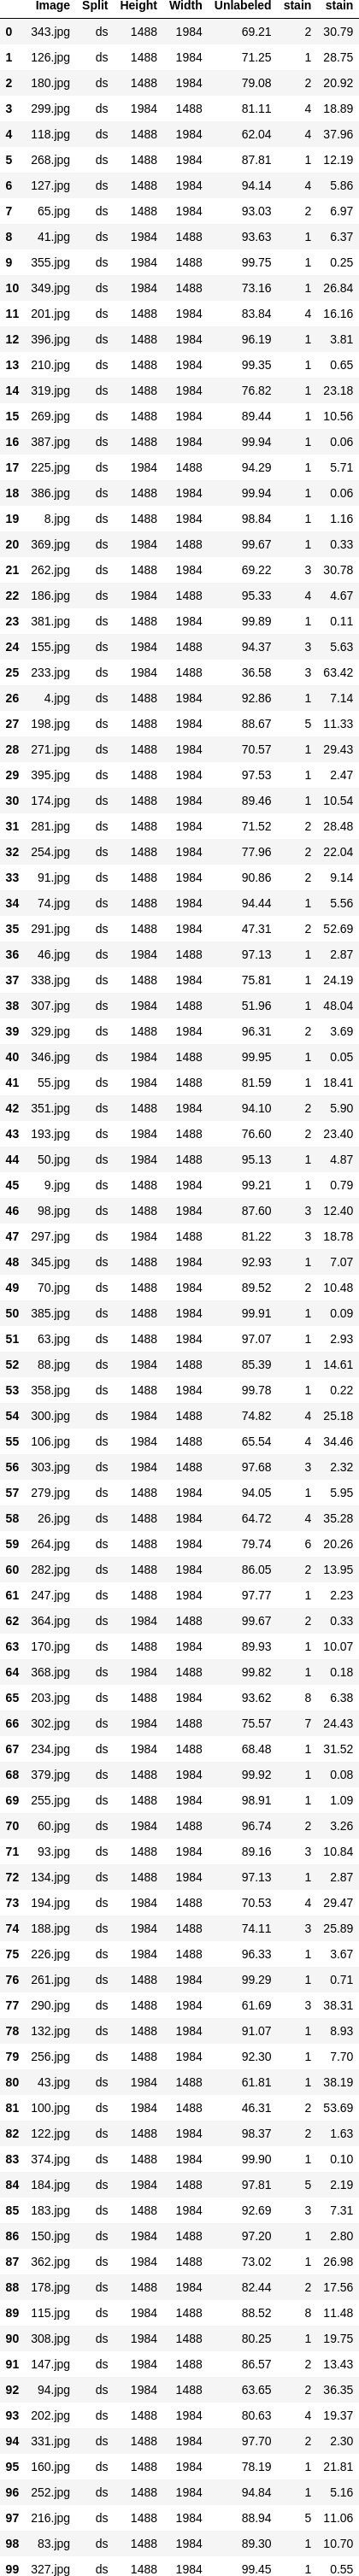 Image Split Height Width Unlabeled stain stain
0 343.jpg ds 1488 1984 69.21 2 30.79
1 126.jpg ds 1488 1984 71.25 1 28.75
2 180.jpg ds 1488 1984 79.08 2 20.92
3 299.jpg ds 1984 1488 81.11 4 18.89
4 118.jpg ds 1488 1984 62.04 4 37.96
5 268.jpg ds 1488 1984 87.81 1 12.19
6 127.jpg ds 1488 1984 94.14 4 5.86
7 65.jpg ds 1488 1984 93.03 2 6.97
8 41.jpg ds 1984 1488 93.63 1 6.37
9 355.jpg ds 1984 1488 99.75 1 0.25
10 349.jpg ds 1984 1488 73.16 1 26.84
11 201.jpg ds 1984 1488 83.84 4 16.16
12 396.jpg ds 1488 1984 96.19 1 3.81
13 210.jpg ds 1984 1488 99.35 1 0.65
14 319.jpg ds 1488 1984 76.82 1 23.18
15 269.jpg ds 1488 1984 89.44 1 10.56
16 387.jpg ds 1488 1984 99.94 1 0.06
17 225.jpg ds 1984 1488 94.29 1 5.71
18 386.jpg ds 1488 1984 99.94 1 0.06
19 8.jpg ds 1488 1984 98.84 1 1.16
20 369.jpg ds 1984 1488 99.67 1 0.33
21 262.jpg ds 1984 1488 69.22 3 30.78
22 186.jpg ds 1984 1488 95.33 4 4.67
23 381.jpg ds 1984 1488 99.89 1 0.11
24 155.jpg ds 1488 1984 94.37 3 5.63
25 233.jpg ds 1984 1488 36.58 3 63.42
26 4.jpg ds 1488 1984 92.86 1 7.14
27 198.jpg ds 1488 1984 88.67 5 11.33
28 271.jpg ds 1488 1984 70.57 1 29.43
29 395.jpg ds 1488 1984 97.53 1 2.47
30 174.jpg ds 1488 1984 89.46 1 10.54
31 281.jpg ds 1488 1984 71.52 2 28.48
32 254.jpg ds 1488 1984 77.96 2 22.04
33 91.jpg ds 1488 1984 90.86 2 9.14
34 74.jpg ds 1488 1984 94.44 1 5.56
35 291.jpg ds 1488 1984 47.31 2 52.69
36 46.jpg ds 1984 1488 97.13 1 2.87
37 338.jpg ds 1984 1488 75.81 1 24.19
38 307.jpg ds 1984 1488 51.96 1 48.04
39 329.jpg ds 1488 1984 96.31 2 3.69
40 346.jpg ds 1984 1488 99.95 1 0.05
41 55.jpg ds 1984 1488 81.59 1 18.41
42 351.jpg ds 1984 1488 94.10 2 5.90
43 193.jpg ds 1488 1984 76.60 2 23.40
44 50.jpg ds 1984 1488 95.13 1 4.87
45 9.jpg ds 1488 1984 99.21 1 0.79
46 98.jpg ds 1984 1488 87.60 3 12.40
47 297.jpg ds 1984 1488 81.22 3 18.78
48 345.jpg ds 1488 1984 92.93 1 7.07
49 70.jpg ds 1488 1984 89.52 2 10.48
50 385.jpg ds 1984 1488 99.91 1 0.09
51 63.jpg ds 1488 1984 97.07 1 2.93
52 88.jpg ds 1984 1488 85.39 1 14.61
53 358.jpg ds 1488 1984 99.78 1 0.22
54 300.jpg ds 1984 1488 74.82 4 25.18
55 106.jpg ds 1984 1488 65.54 4 34.46
56 303.jpg ds 1984 1488 97.68 3 2.32
57 279.jpg ds 1488 1984 94.05 1 5.95
58 26.jpg ds 1984 1488 64.72 4 35.28
59 264.jpg ds 1488 1984 79.74 6 20.26
60 282.jpg ds 1488 1984 86.05 2 13.95
61 247.jpg ds 1488 1984 97.77 1 2.23
62 364.jpg ds 1984 1488 99.67 2 0.33
63 170.jpg ds 1488 1984 89.93 1 10.07
64 368.jpg ds 1984 1488 99.82 1 0.18
65 203.jpg ds 1488 1984 93.62 8 6.38
66 302.jpg ds 1984 1488 75.57 7 24.43
67 234.jpg ds 1984 1488 68.48 1 31.52
68 379.jpg ds 1984 1488 99.92 1 0.08
69 255.jpg ds 1488 1984 98.91 1 1.09
70 60.jpg ds 1984 1488 96.74 2 3.26
71 93.jpg ds 1488 1984 89.16 3 10.84
72 134.jpg ds 1488 1984 97.13 1 2.87
73 194.jpg ds 1488 1984 70.53 4 29.47
74 188.jpg ds 1984 1488 74.11 3 25.89
75 226.jpg ds 1984 1488 96.33 1 3.67
76 261.jpg ds 1984 1488 99.29 1 0.71
77 290.jpg ds 1488 1984 61.69 3 38.31
78 132.jpg ds 1488 1984 91.07 1 8.93
79 256.jpg ds 1488 1984 92.30 1 7.70
80 43.jpg ds 1984 1488 61.81 1 38.19
81 100.jpg ds 1488 1984 46.31 2 53.69
82 122.jpg ds 1488 1984 98.37 2 1.63
83 374.jpg ds 1984 1488 99.90 1 0.10
84 184.jpg ds 1984 1488 97.81 5 2.19
85 183.jpg ds 1488 1984 92.69 3 7.31
86 150.jpg ds 1984 1488 97.20 1 2.80
87 362.jpg ds 1984 1488 73.02 1 26.98
88 178.jpg ds 1488 1984 82.44 2 17.56
89 115.jpg ds 1488 1984 88.52 8 11.48
90 308.jpg ds 1984 1488 80.25 1 19.75
91 147.jpg ds 1984 1488 86.57 2 13.43
92 94.jpg ds 1488 1984 63.65 2 36.35
93 202.jpg ds 1488 1984 80.63 4 19.37
94 331.jpg ds 1984 1488 97.70 2 2.30
95 160.jpg ds 1488 1984 78.19 1 21.81
96 252.jpg ds 1488 1984 94.84 1 5.16
97 216.jpg ds 1488 1984 88.94 5 11.06
98 83.jpg ds 1984 1488 89.30 1 10.70
99 327.jpg ds 1984 1488 99.45 1 0.55